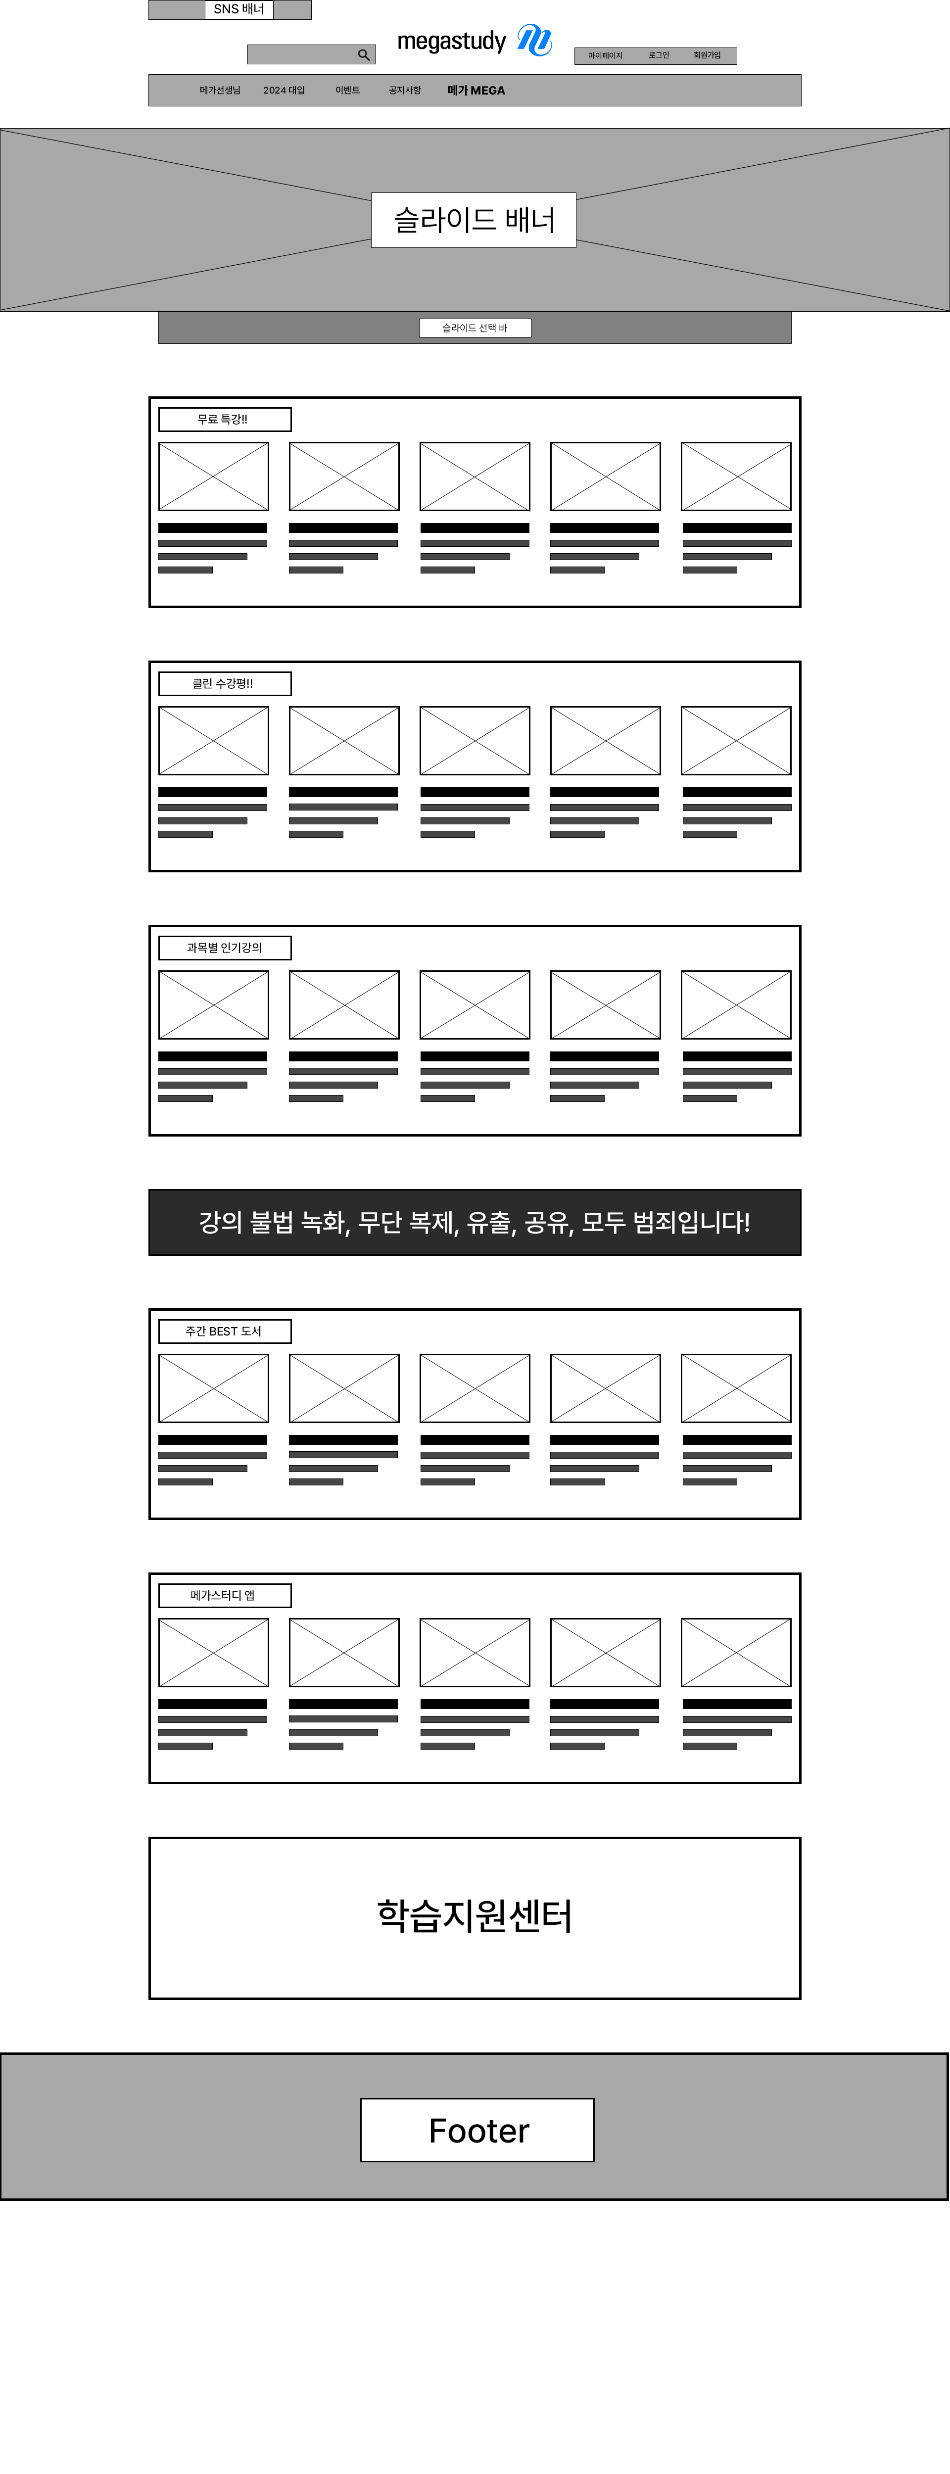 SNS 배너
megastudy
마이페이지 로그인 회원가입
메가선생님 2024 대입 이벤트 공지사항 메가 MEGA
슬라이드 배너
슬라이드 선택 바
무료 특강!!
클린 수강평!!
과목별 인기강의
강의 불법 녹화, 무단 복제, 유출, 공유, 모두 범죄입니다!
주간 BEST 도서
메가스터디 앱
학습지원센터
Footer